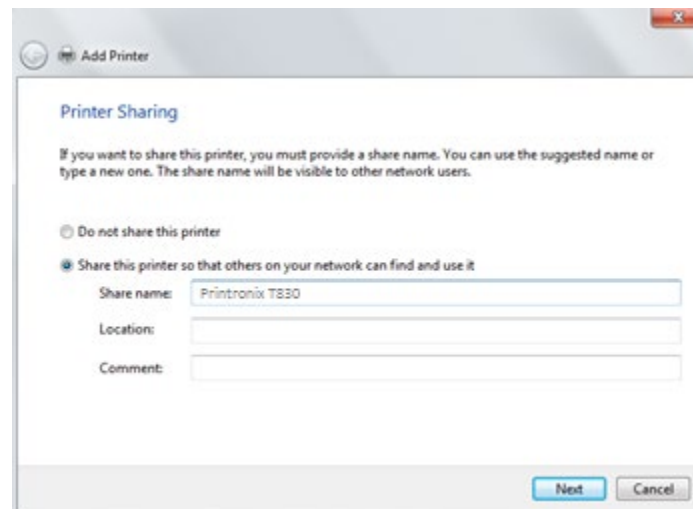 Add Printer
Printer Sharing
If you want to share this printer, you must provide a share name. You can use the suggested name or
type a new one. The share name will be visible to other network users.
Do not share this printer
Share this printer so that others on your network can find and use it
Share name: Printronix T830
Location:
Comment:
Next Cancel